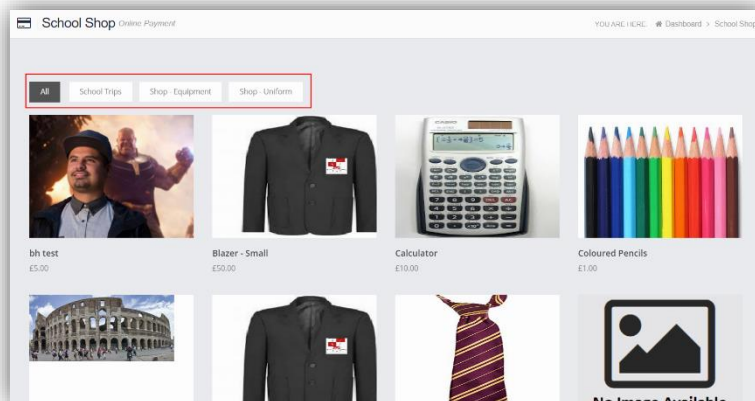 School Shop Online Payment
YOU ARE HERE: Dashboard > School Shop
All
School Trips
Shop - Equipment
Shop - Uniform
bh test
£5.00
Blazer - Small
£50.00
Calculator
£10.00
Coloured Pencils
£1.00
No Image Available